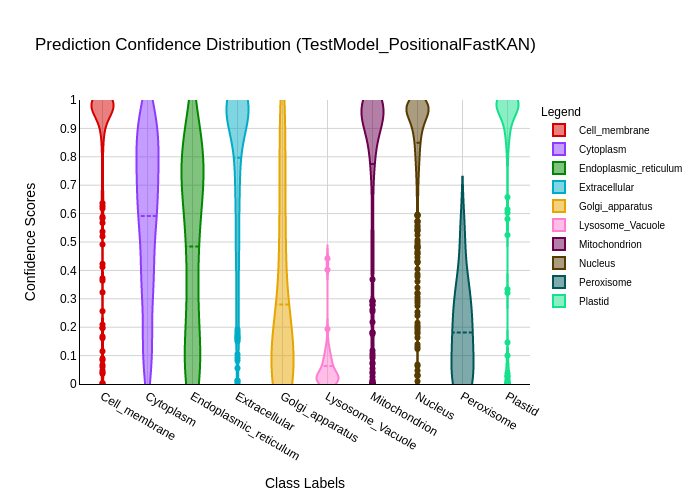 Prediction Confidence Distribution (TestModel_PositionalFastKAN)
Legend
Cell_membrane
Cytoplasm
Endoplasmic_reticulum
Extracellular
Golgi_apparatus
Lysosome_Vacuole
Mitochondrion
Nucleus
Peroxisome
Plastid
Confidence Scores
1
0.9
0.8
0.7
0.6
0.5
0.4
0.3
0.2
0.1
0
Cell_membrane
Cytoplasm
Endoplasmic_reticulum
Extracellular
Golgi_apparatus
Lysosome_Vacuole
Mitochondrion
Nucleus
Peroxisome
Plastid
Class Labels